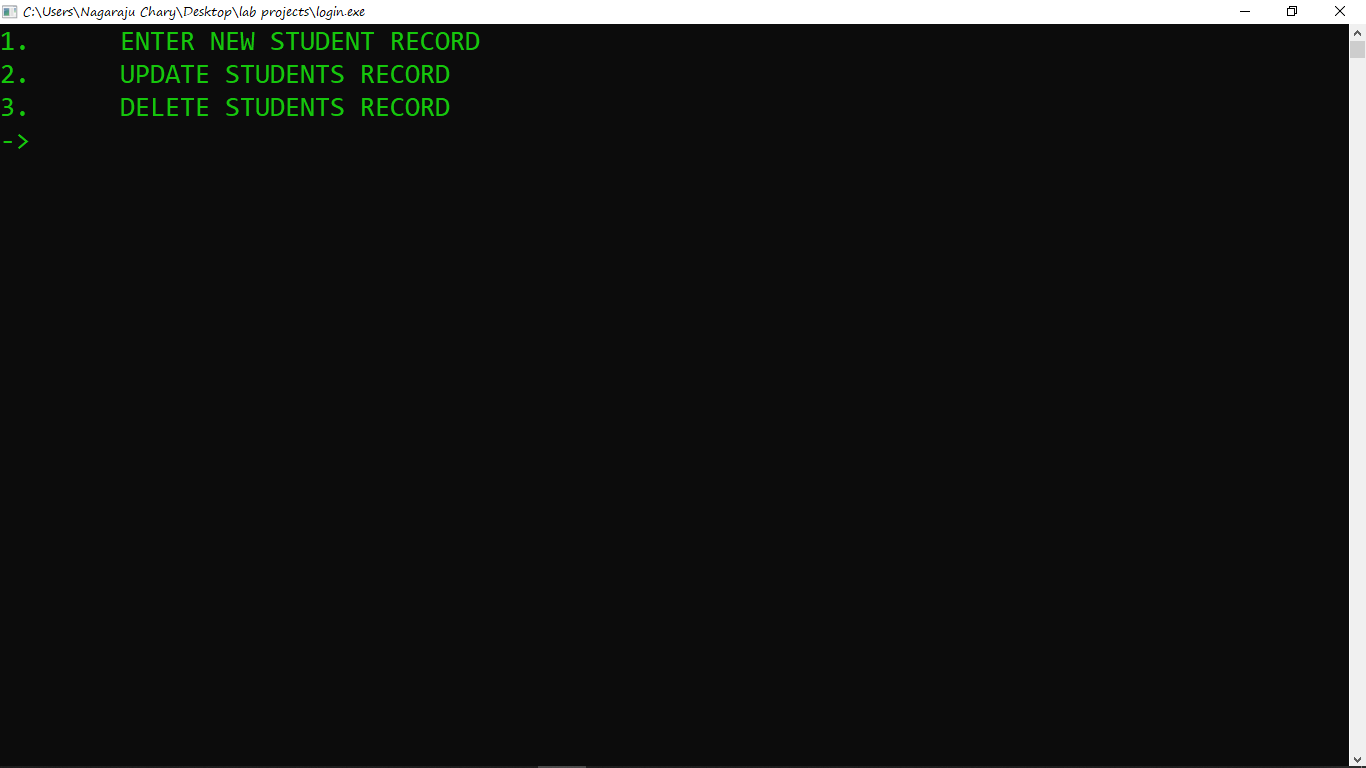 C:\Users\Nagaraju Chary\Desktop\lab projects\login.exe
1. ENTER NEW STUDENT RECORD
2. UPDATE STUDENTS RECORD
3. DELETE STUDENTS RECORD
->